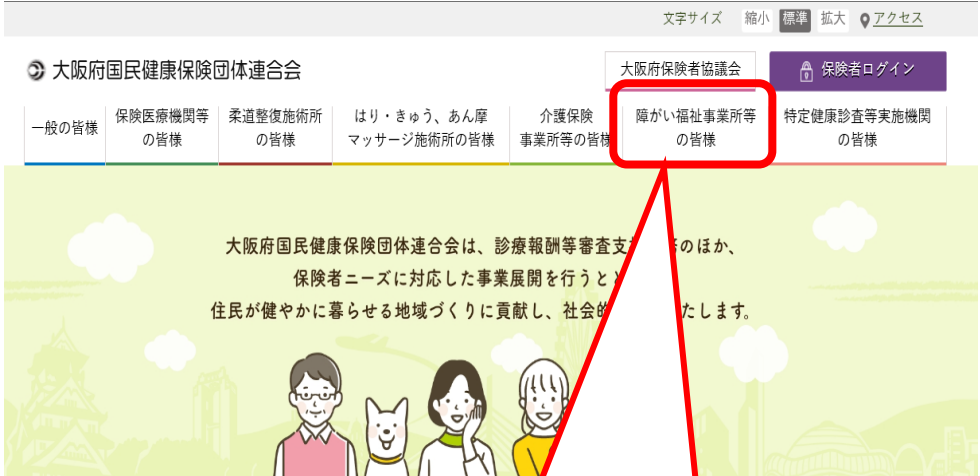 文字サイズ 縮小 標準 拡大 アクセス
大阪府国民健康保険団体連合会
大阪府保険者協議会
保険者ログイン
一般の皆様
保険医療機関等
の皆様
柔道整復施術所
の皆様
はり・きゅう、あん摩
マッサージ施術所の皆様
介護保険
事業所等の皆様
障がい福祉事業所等
の皆様
特定健康診査等実施機関
の皆様
大阪府国民健康保険団体連合会は、診療報酬等審査支 のほか、
保険者ニーズに対応した事業展開を行うと
住民が健やかに暮らせる地域づくりに貢献し、社会的 たします。